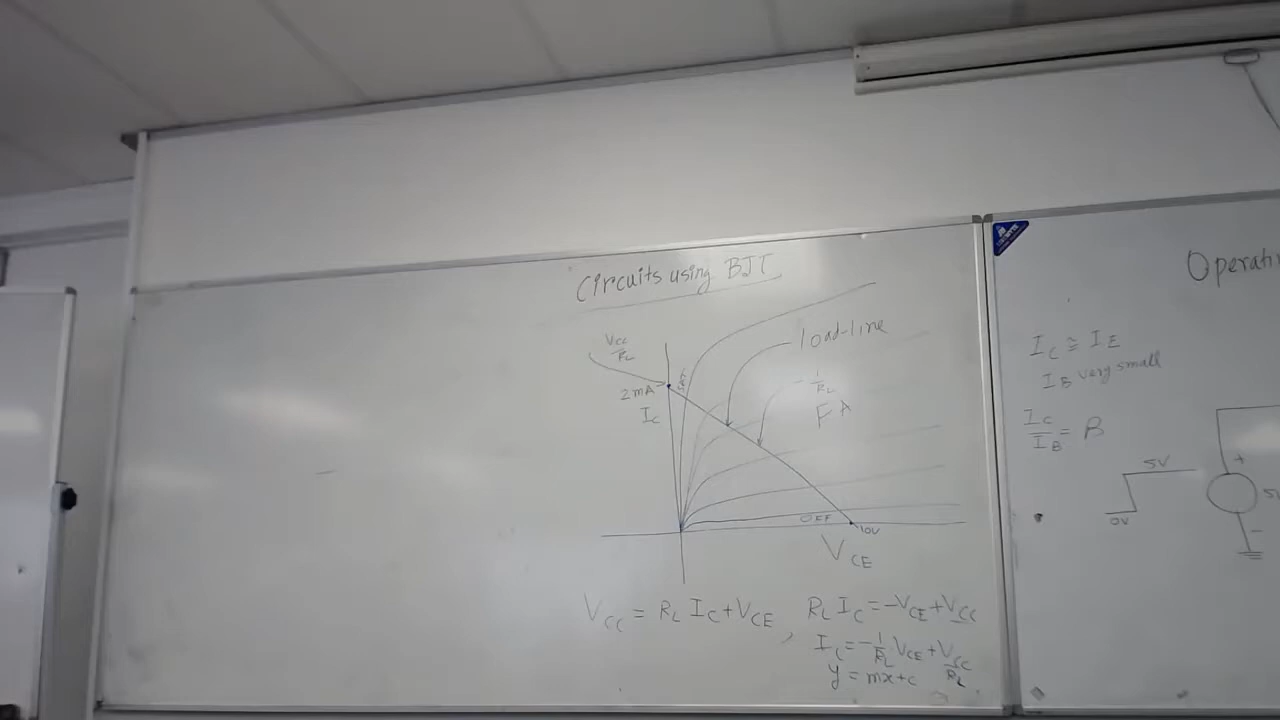 Circuits using BJT
Vcc
RL
load-line
2mA
Ic
-1
RL
FA
OFF
10V
VCE
VCC = RL IC + VCE
RL IC = -VCE + VCC
IC = -1/RL VCE + VCC/RL
y = mx+c
Operati
IC ≅ IE
IB very small
IC/IB = β
5V
0V
+
5V
-